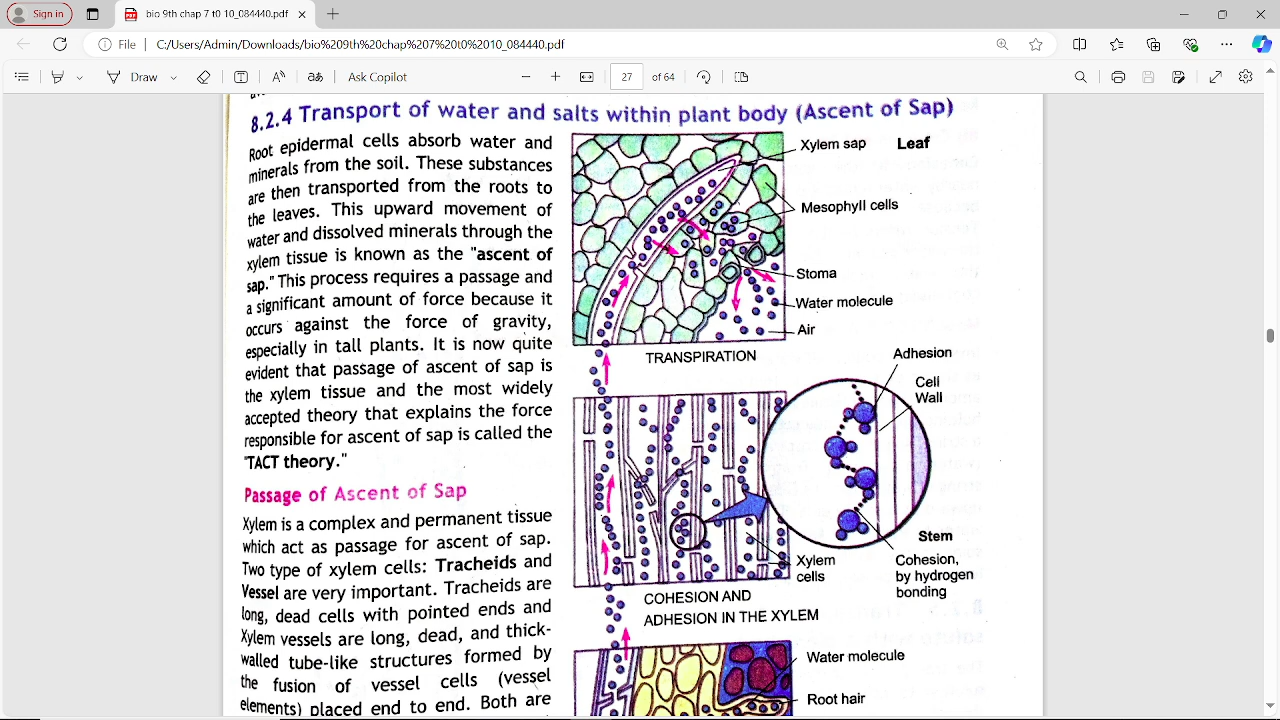 Sign in
bio 9th chap 7 t0 10_084440.pdf
File
C:/Users/Admin/Downloads/bio%209th%20chap%207%20t0%2010_084440.pdf
Draw
Ask Copilot
27
of 64
8.2.4 Transport of water and salts within plant body (Ascent of Sap)
Root epidermal cells absorb water and
minerals from the soil. These substances
are then transported from the roots to
the leaves. This upward movement of
water and dissolved minerals through the
xylem tissue is known as the "ascent of
sap." This process requires a passage and
a significant amount of force because it
occurs against the force of gravity,
especially in tall plants. It is now quite
evident that passage of ascent of sap is
the xylem tissue and the most widely
accepted theory that explains the force
responsible for ascent of sap is called the
"TACT theory."
Passage of Ascent of Sap
Xylem is a complex and permanent tissue
which act as passage for ascent of sap.
Two type of xylem cells: Tracheids and
Vessel are very important. Tracheids are
long, dead cells with pointed ends and
Xylem vessels are long, dead, and thick-
walled tube-like structures formed by
the fusion of vessel cells (vessel
elements) placed end to end. Both are
Xylem sap
Leaf
Mesophyll cells
Stoma
Water molecule
Air
TRANSPIRATION
Adhesion
Cell
Wall
Stem
Xylem
cells
Cohesion,
by hydrogen
bonding
COHESION AND
ADHESION IN THE XYLEM
Water molecule
Root hair